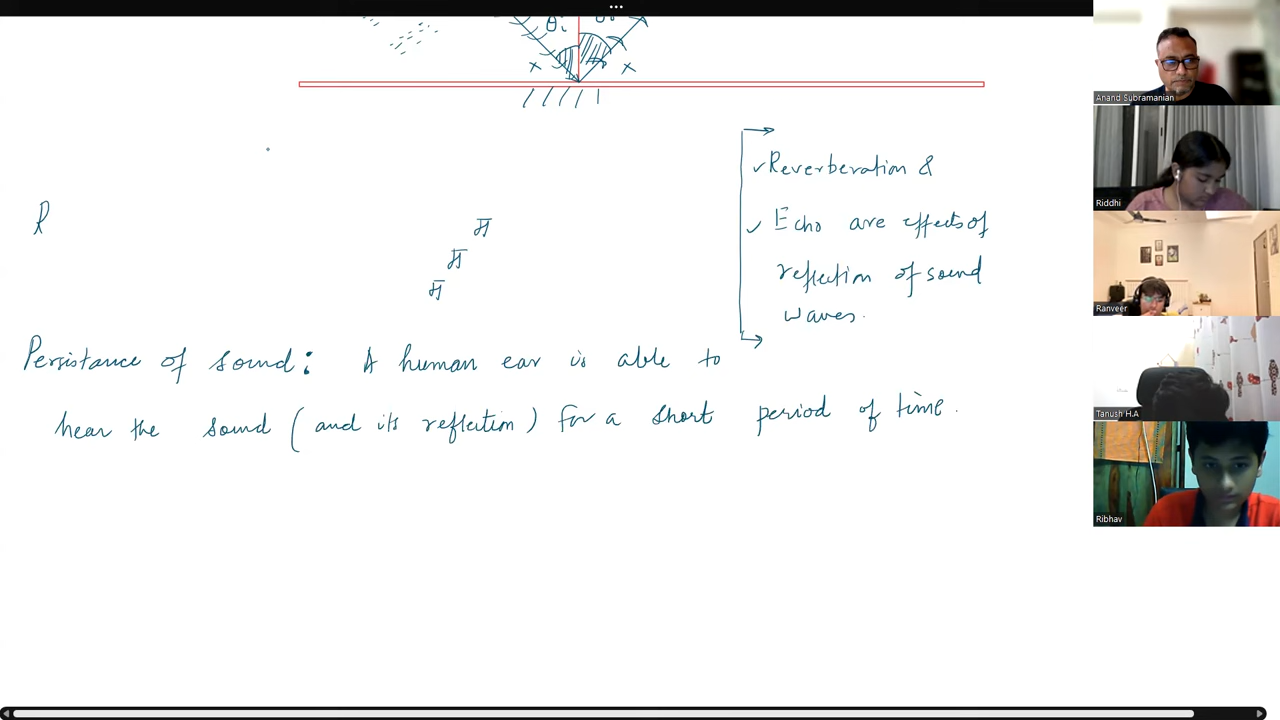 θi
Reverberation &
Echo are effects of
reflection of sound
waves.
R
Persistance of sound: A human ear is able to
hear the sound (and its reflection) for a short period of time.
Anand Subramanian
Riddhi
Ranveer
Tanush H.A
Ribhav